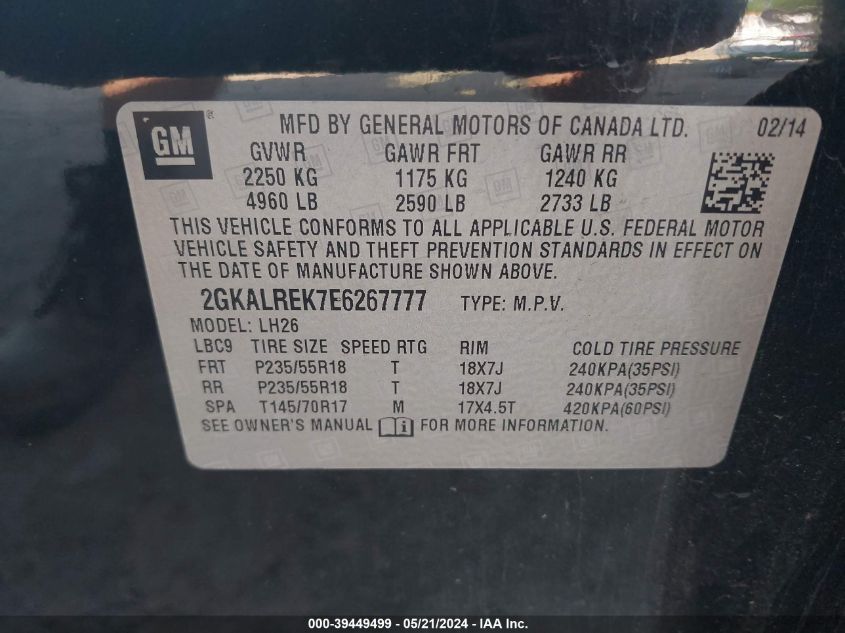 GM ® MFD BY GENERAL MOTORS OF CANADA LTD. 02/14
GVWR GAWR FRT GAWR RR
2250 KG 1175 KG 1240 KG
4960 LB 2590 LB 2733 LB
THIS VEHICLE CONFORMS TO ALL APPLICABLE U.S. FEDERAL MOTOR
VEHICLE SAFETY AND THEFT PREVENTION STANDARDS IN EFFECT ON
THE DATE OF MANUFACTURE SHOWN ABOVE.
2GKALREK7E6267777 TYPE: M.P.V.
MODEL: LH26
LBC9 TIRE SIZE SPEED RTG RIM COLD TIRE PRESSURE
FRT P235/55R18 T 18X7J 240KPA(35PSI)
RR P235/55R18 T 18X7J 240KPA(35PSI)
SPA T145/70R17 M 17X4.5T 420KPA(60PSI)
SEE OWNER'S MANUAL i FOR MORE INFORMATION.
000-39449499 - 05/21/2024 - IAA Inc.